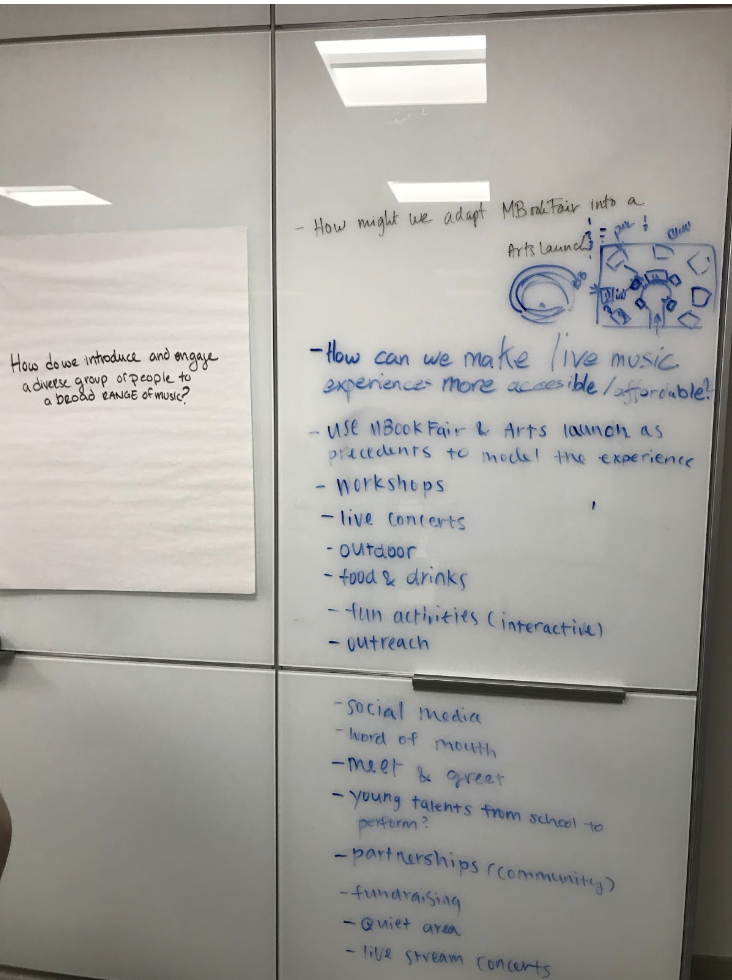 How do we introduce and engage
a diverse group of people to
a broad RANGE of music?
- How might we adapt MBookFair into a
Arts Launch?
- How can we make live music
experiences more accesible/affordable?
- use MBookFair & Arts launch as
precedents to model the experience
- workshops
- live concerts
- outdoor
- food & drinks
- fun activities (interactive)
- outreach
- social media
- word of mouth
- meet & greet
- young talents from school to
perform?
- partnerships (community)
- fundraising
- Quiet area
- live stream concerts